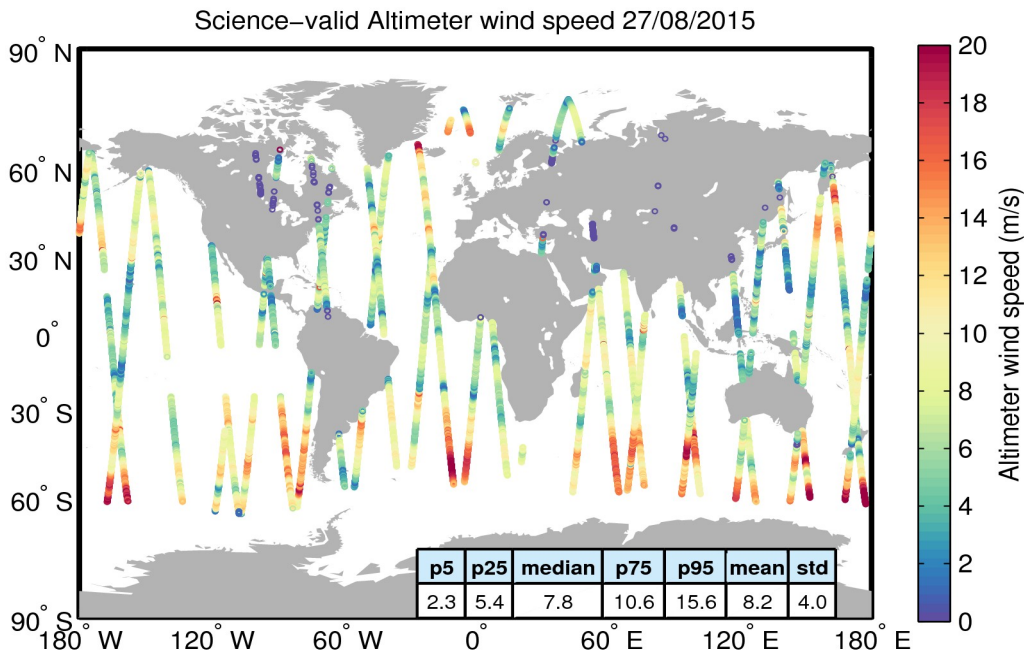 Science−valid Altimeter wind speed 27/08/2015
90° N
60° N
30° N
0°
30° S
60° S
90° S
180° W
120° W
60° W
0°
60° E
120° E
180° E
p5 p25 median p75 p95 mean std
2.3 5.4 7.8 10.6 15.6 8.2 4.0
20
18
16
14
12
10
8
6
4
2
0
Altimeter wind speed (m/s)